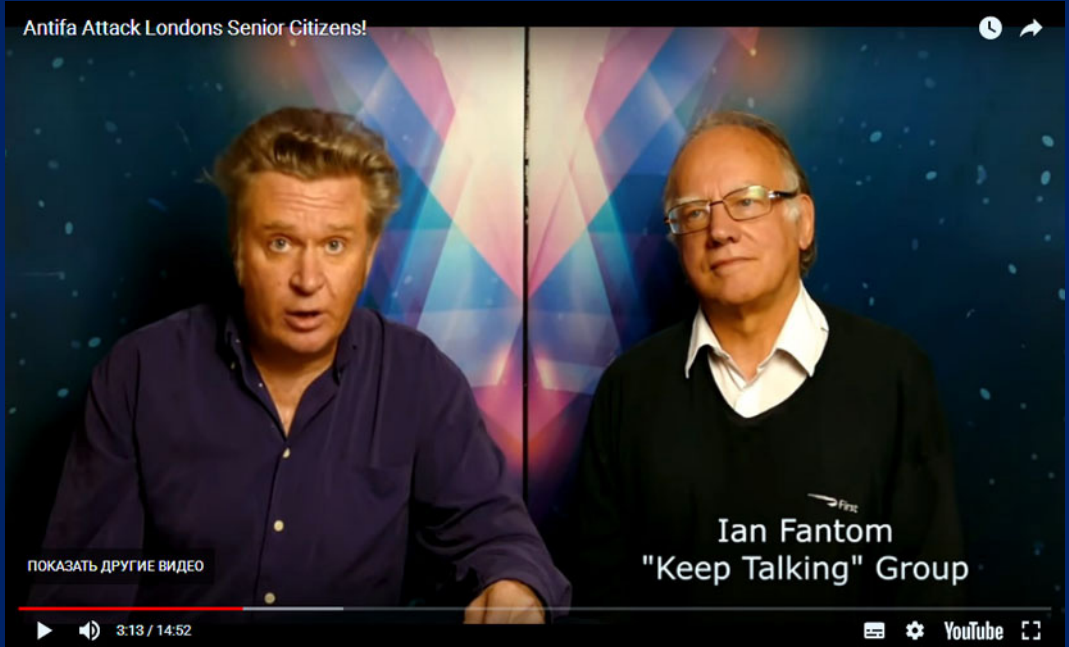 Antifa Attack Londons Senior Citizens!
First
Ian Fantom
"Keep Talking" Group
ПОКАЗАТЬ ДРУГИЕ ВИДЕО
3:13 / 14:52
YouTube